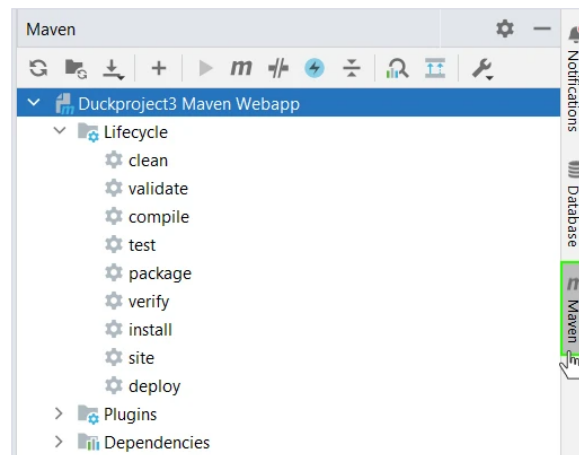 Maven
Duckproject3 Maven Webapp
Lifecycle
clean
validate
compile
test
package
verify
install
site
deploy
Plugins
Dependencies
Notifications
Database
Maven